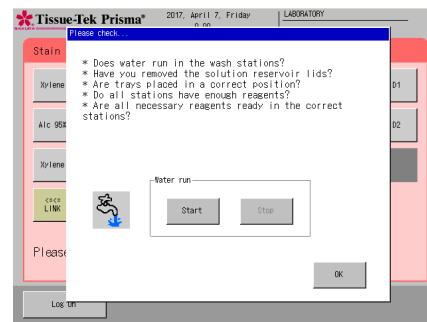 Tissue-Tek Prisma®
SAKURA
2017, April 7, Friday
LABORATORY
Please check...
Stain
* Does water run in the wash stations?
* Have you removed the solution reservoir lids?
* Are trays placed in a correct position?
* Do all stations have enough reagents?
* Are all necessary reagents ready in the correct
stations?
Xylene
D1
Alc 95%
D2
Xylene
LINK
Water run
Start
Stop
Please
OK
Log On